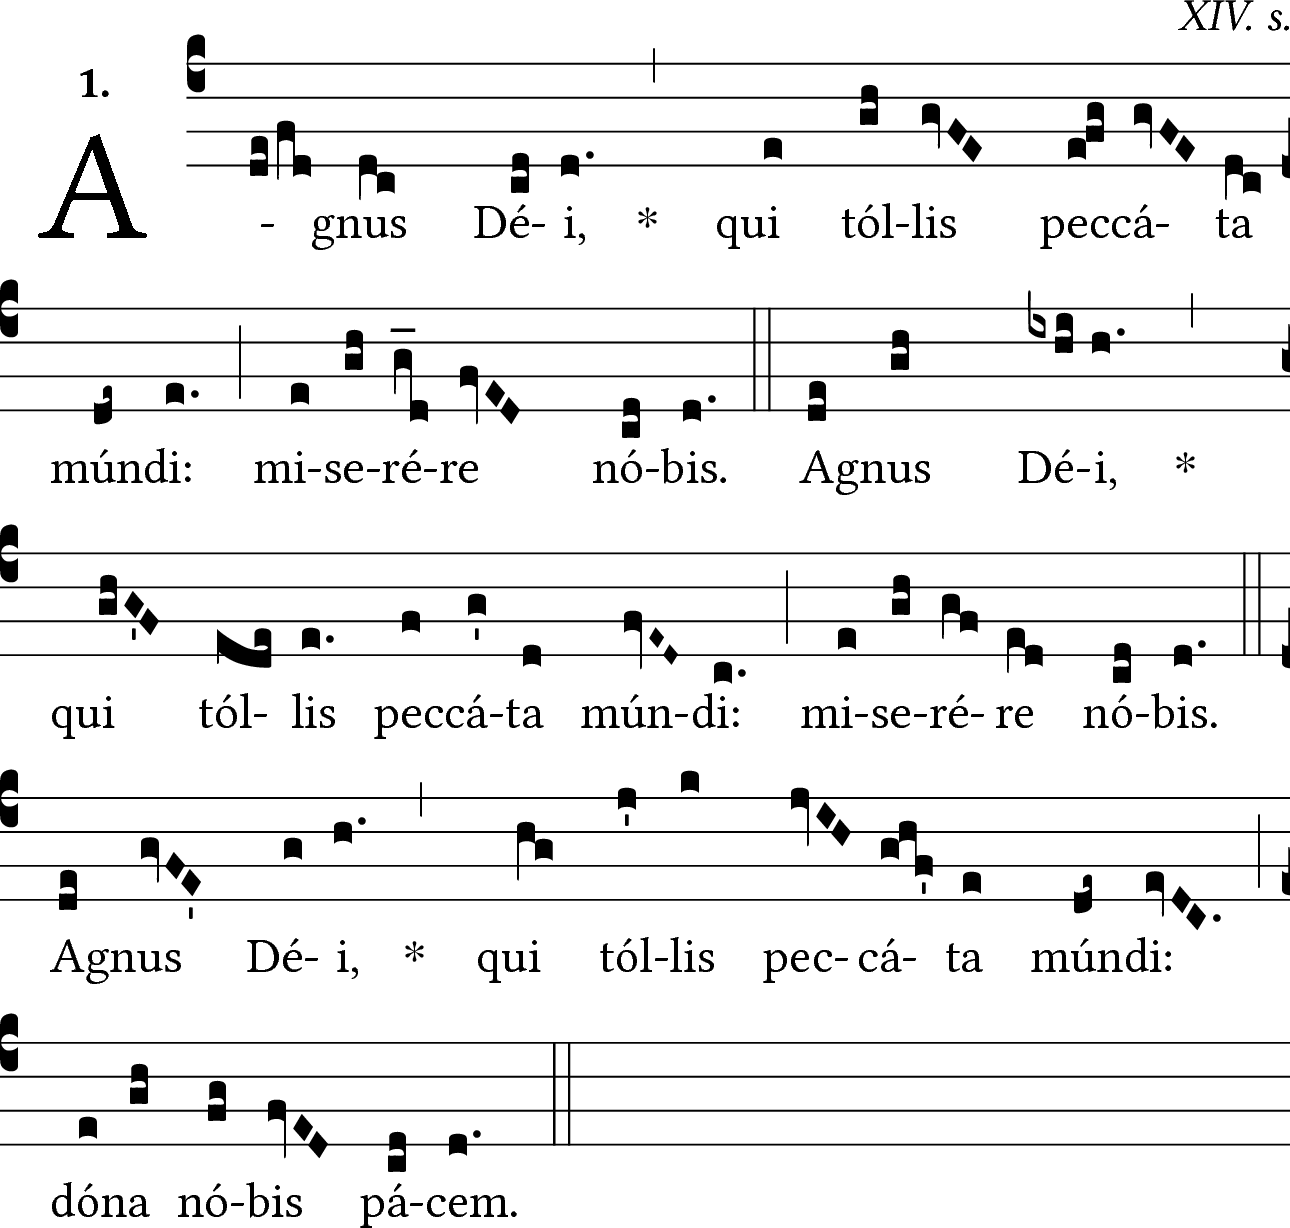 XIV. s.
1.
A-gnus Dé-i, * qui tól-lis peccá-ta
múndi: mi-se-ré-re nó-bis. Agnus Dé-i, *
qui tól-lis peccá-ta mún-di: mi-se-ré-re nó-bis.
Agnus Dé-i, * qui tól-lis pec-cá-ta múndi:
dóna nó-bis pá-cem.